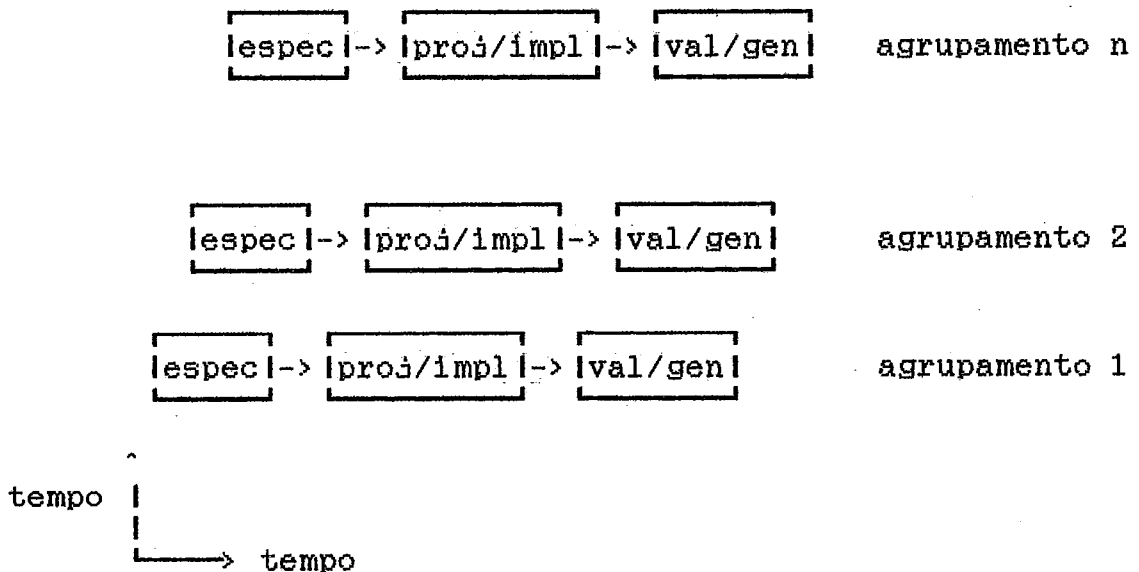 espec -> proj/impl -> val/gen agrupamento n
espec -> proj/impl -> val/gen agrupamento 2
espec -> proj/impl -> val/gen agrupamento 1
tempo
tempo